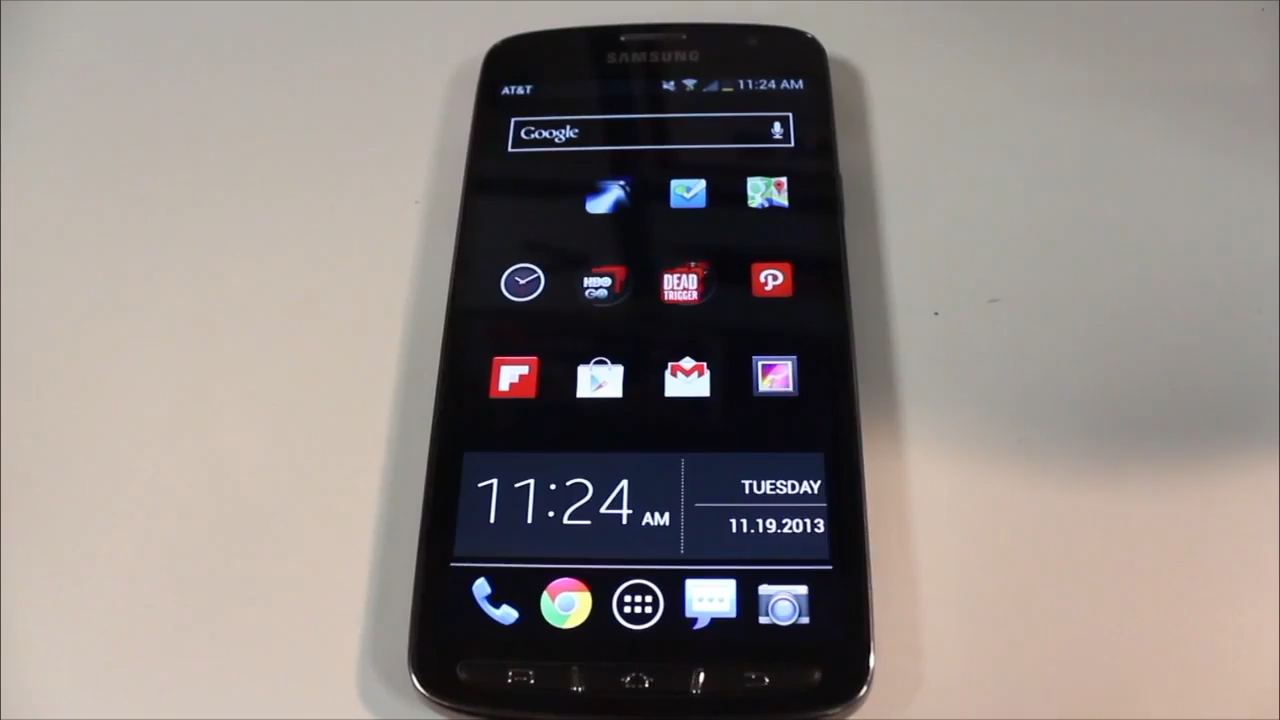 SAMSUNG
AT&T 11:24 AM
Google
HBO GO
DEAD TRIGGER
11:24 AM
TUESDAY
11.19.2013